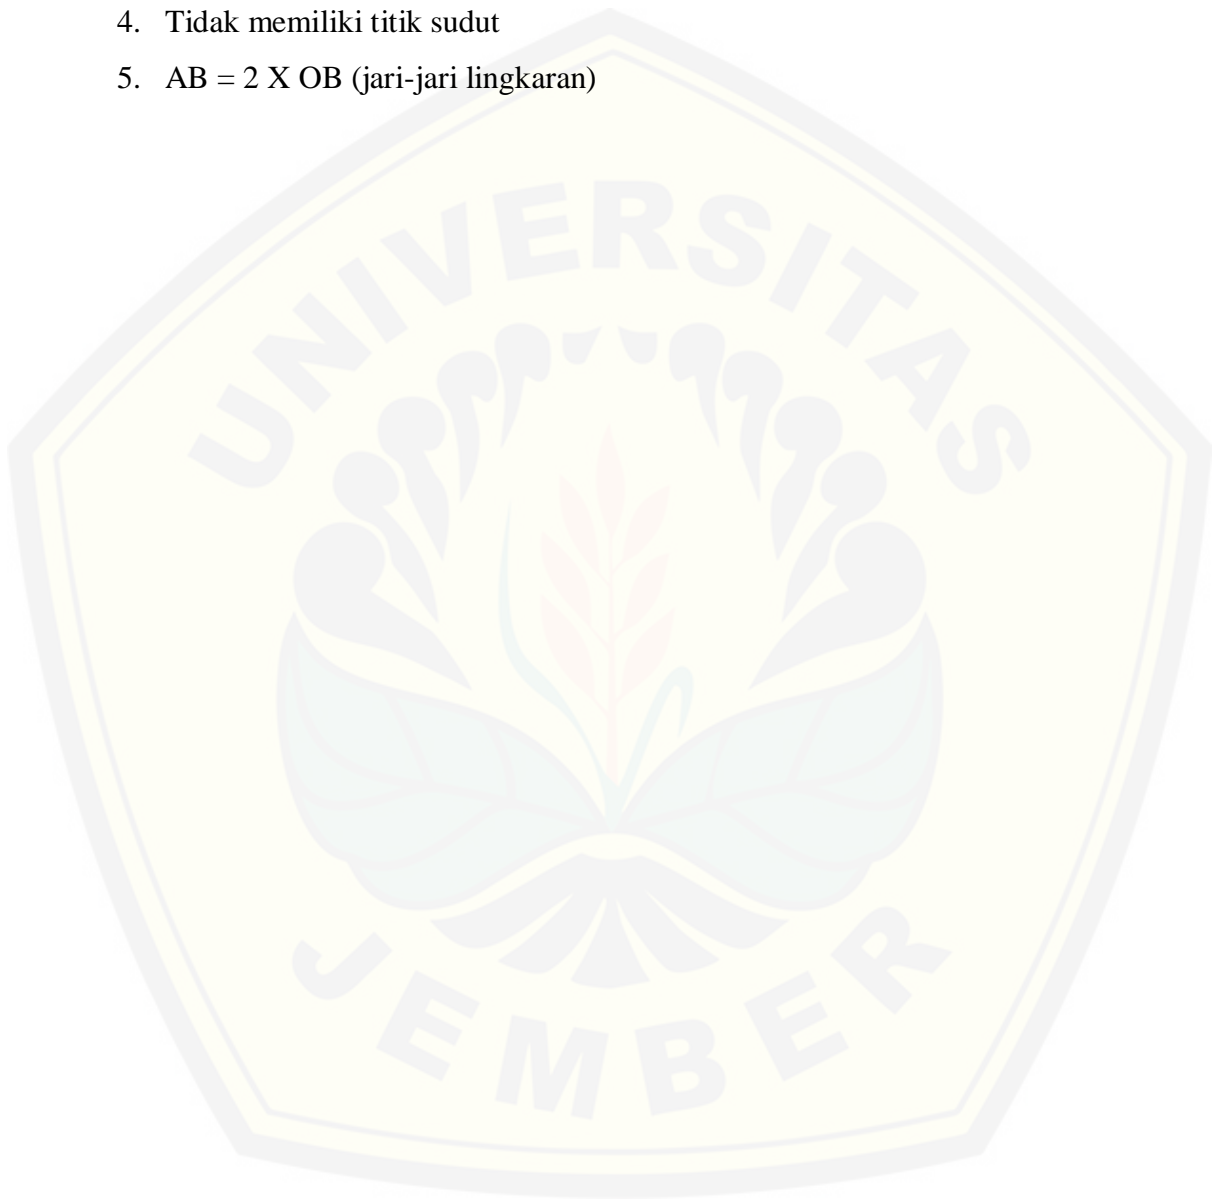 4. Tidak memiliki titik sudut
5. AB = 2 X OB (jari-jari lingkaran)
UNIVERSITAS
JEMBER